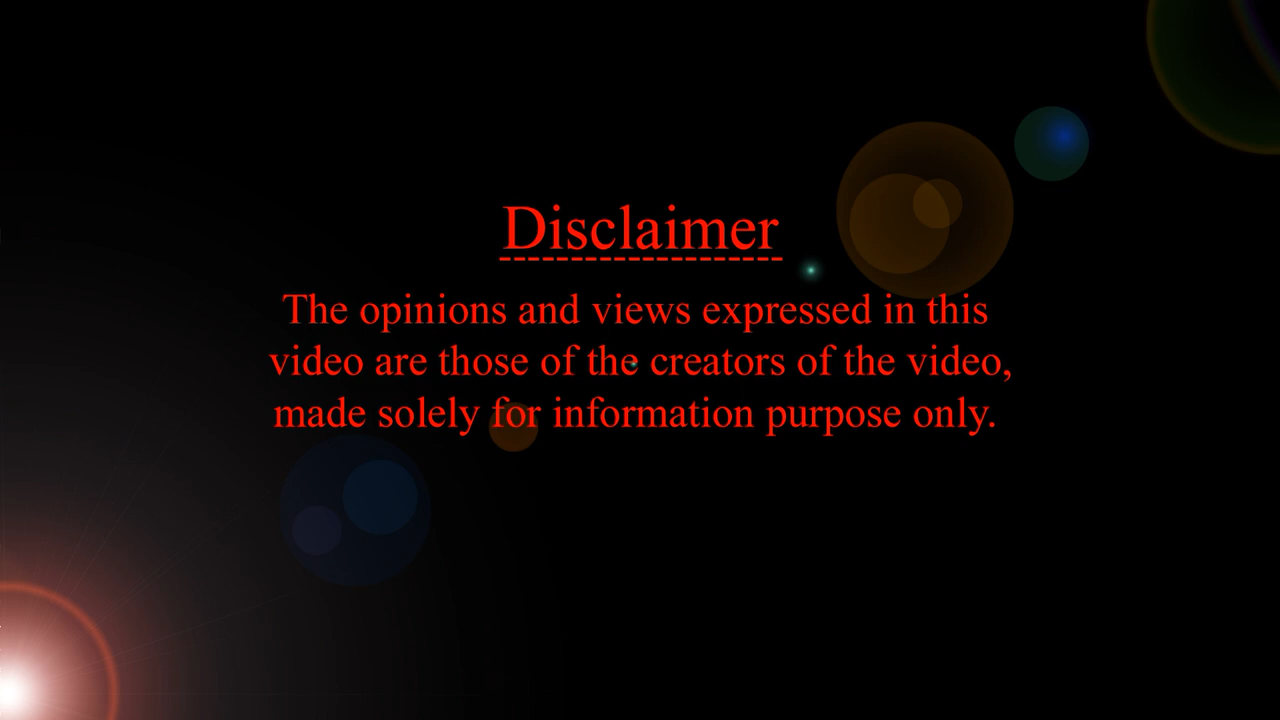 Disclaimer
The opinions and views expressed in this
video are those of the creators of the video,
made solely for information purpose only.